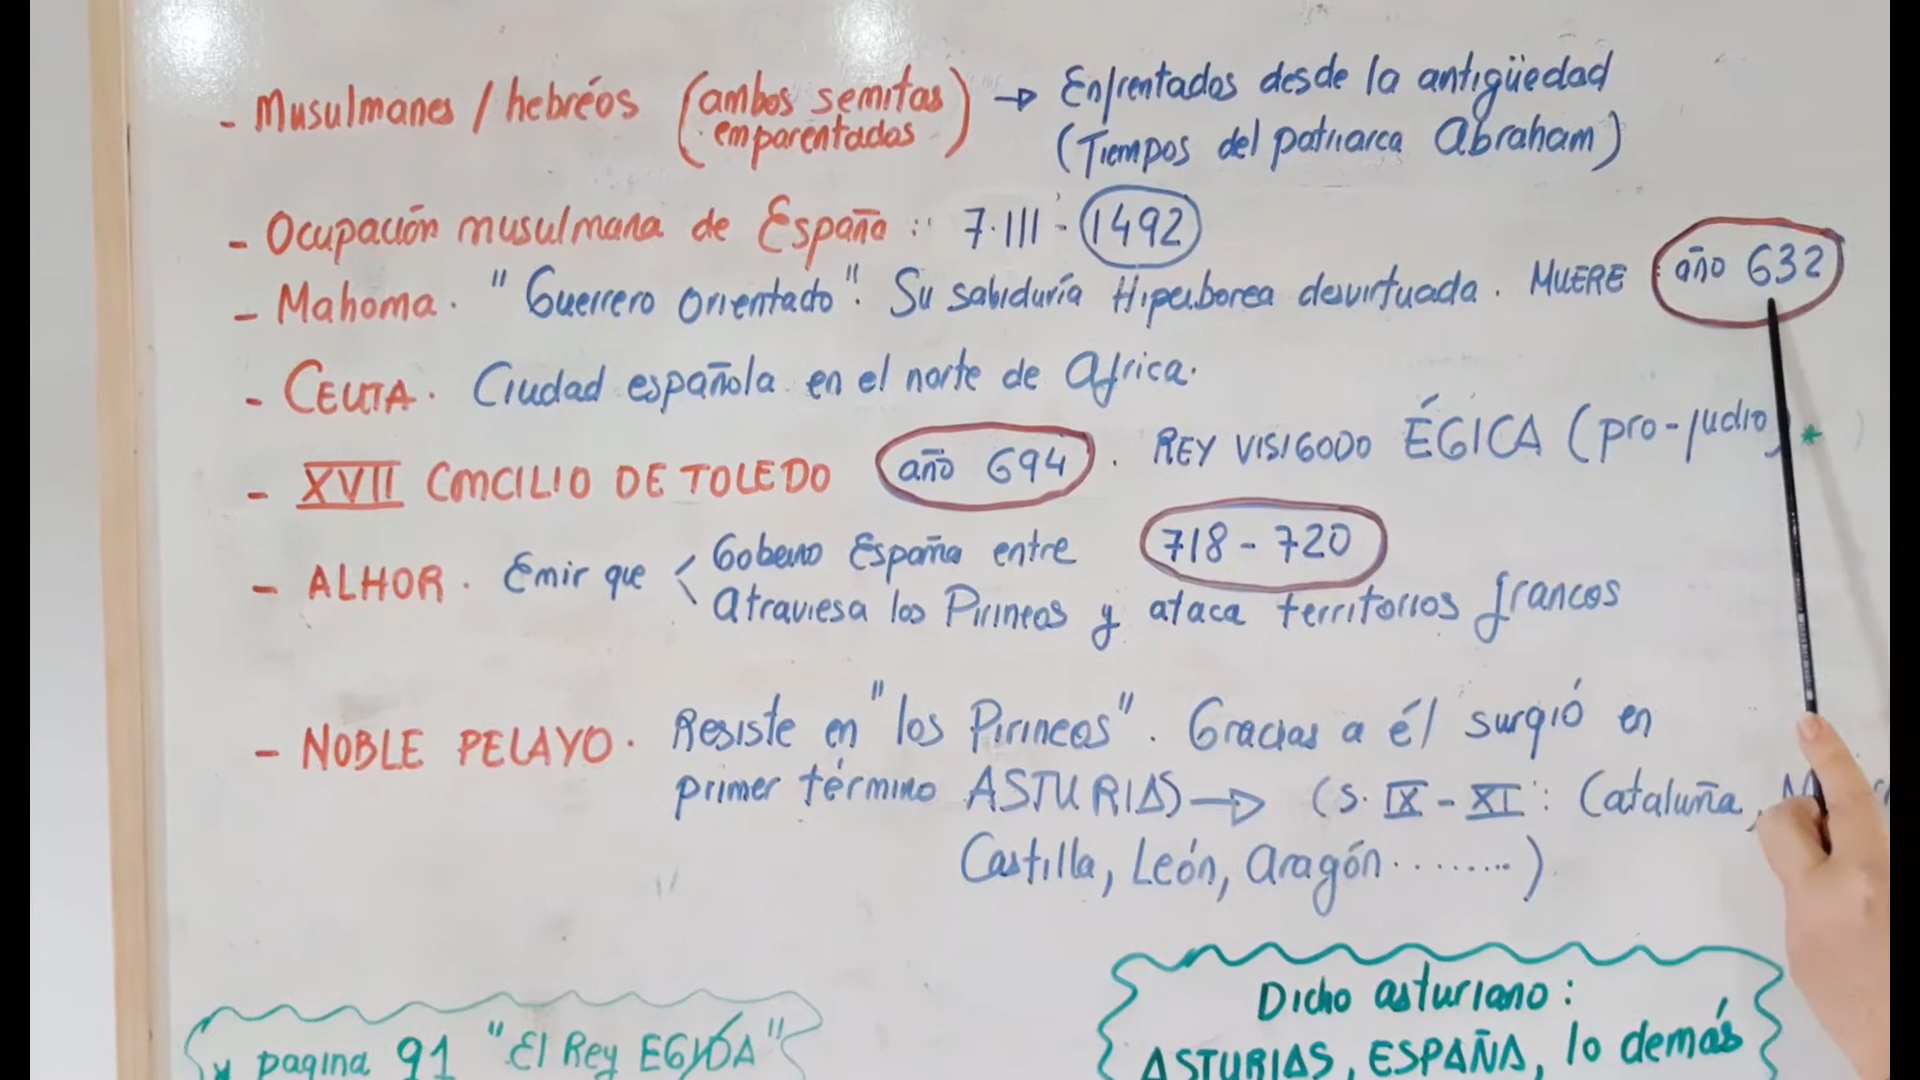 - Musulmanes / hebréos (ambos semitas → Enfrentados desde la antigüedad
emparentados) (Tiempos del patriarca Abraham)
- Ocupación musulmana de España : 7·111 - 1492
- Mahoma. "Guerrero Orientado". Su sabiduría Hiperborea desvirtuada. MUERE año 632
- CEUTA. Ciudad española en el norte de Africa.
- XVII CONCILIO DE TOLEDO año 694. REY VISIGODO ÉGICA (pro-judio) *
- ALHOR. Emir que < Goberno España entre 718 - 720
Atraviesa los Pirineos y ataca territorios francos
- NOBLE PELAYO. Resiste en "los Pirineos". Gracias a él surgió en
primer término ASTURIAS → (S. IX - XI : Cataluña,
Castilla, León, Aragón ........)
* pagina 91 "El Rey EGICA"
Dicho asturiano :
ASTURIAS, ESPAÑA, lo demás